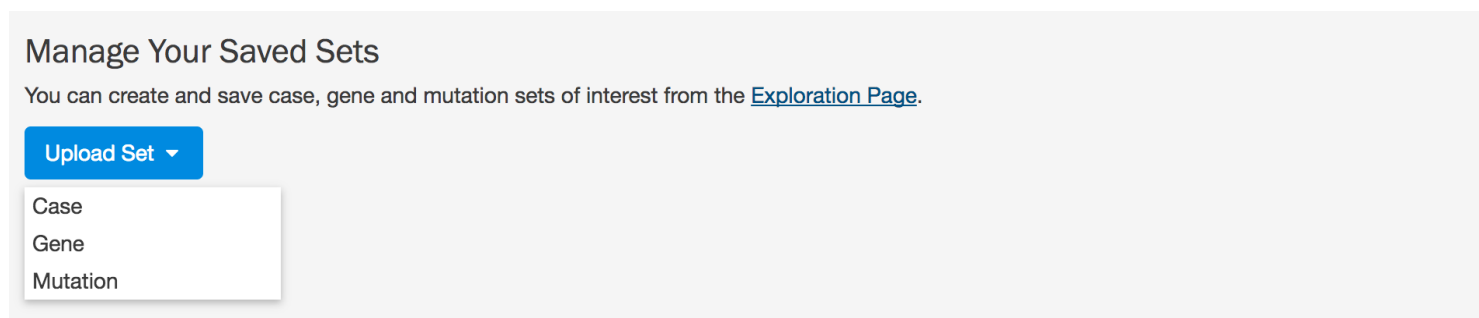 Manage Your Saved Sets
You can create and save case, gene and mutation sets of interest from the Exploration Page.
Upload Set
Case
Gene
Mutation